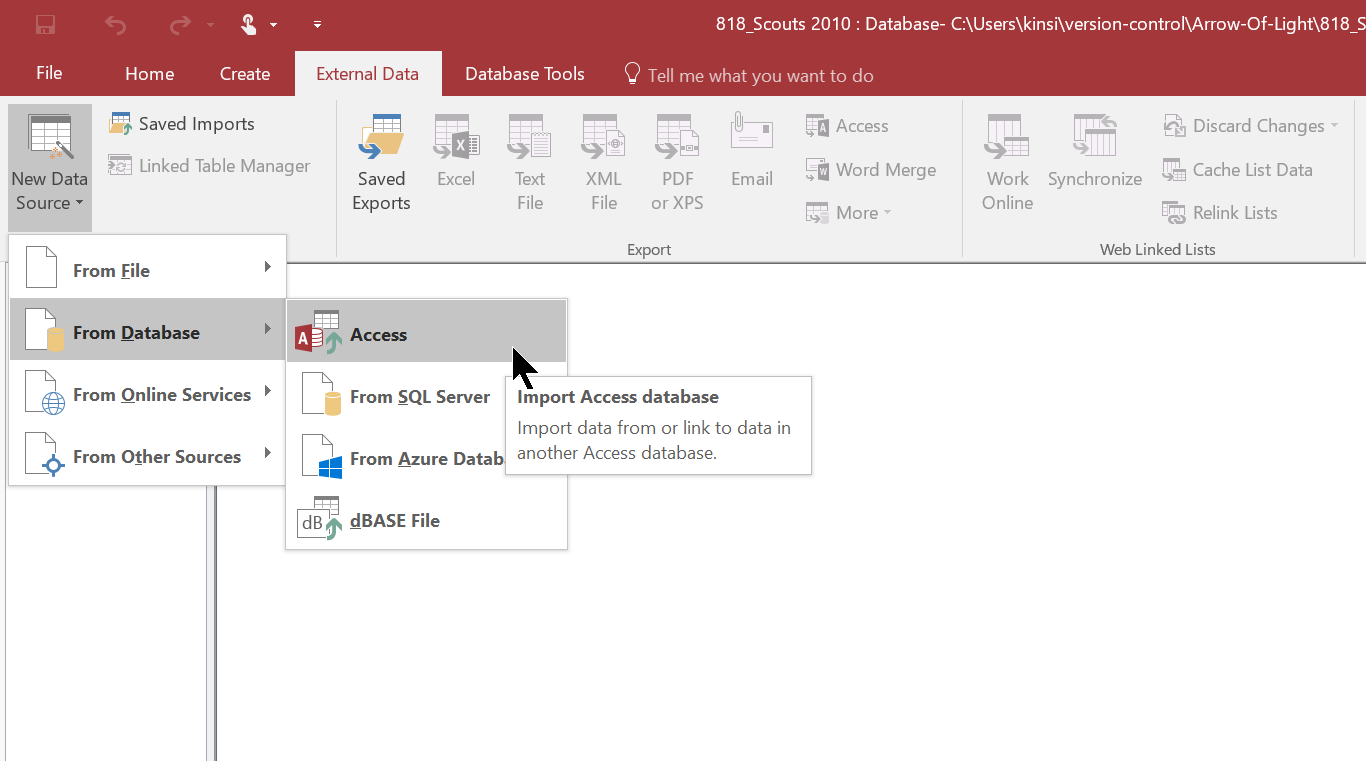 818_Scouts 2010 : Database- C:\Users\kinsi\version-control\Arrow-Of-Light\818_S
File
Home
Create
External Data
Database Tools
Tell me what you want to do
New Data
Source
Saved Imports
Linked Table Manager
Saved
Exports
Excel
Text
File
XML
File
PDF
or XPS
Email
Access
Word Merge
More
Export
Work
Online
Synchronize
Discard Changes
Cache List Data
Relink Lists
Web Linked Lists
From File
From Database
From Online Services
From Other Sources
A
Access
From SQL Server
From Azure Datab
dB
dBASE File
Import Access database
Import data from or link to data in
another Access database.